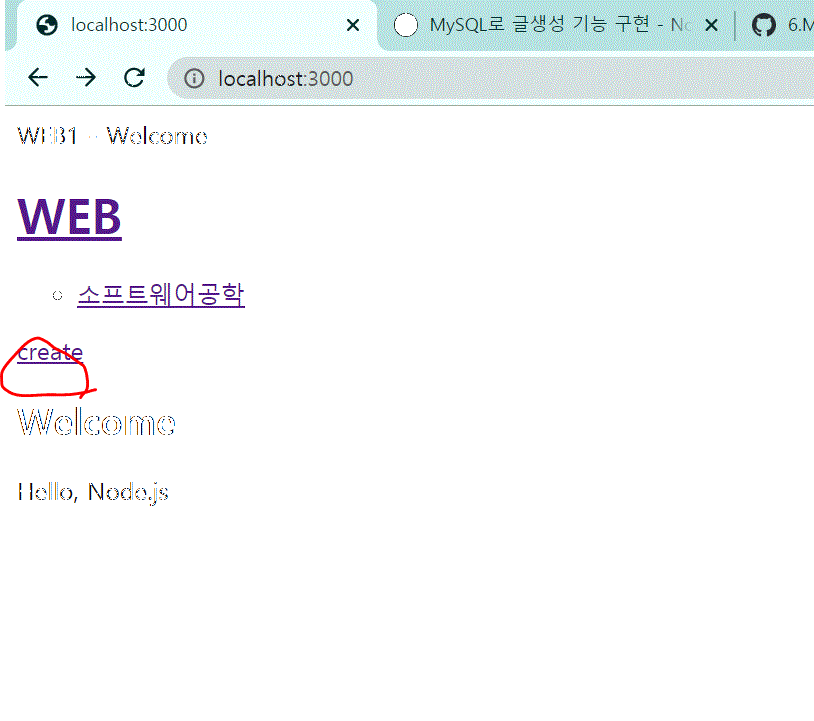 localhost:3000
MySQL로 글생성 기능 구현 - No
6.M
localhost:3000
WEB1 - Welcome
WEB
소프트웨어공학
create
Welcome
Hello, Node.js